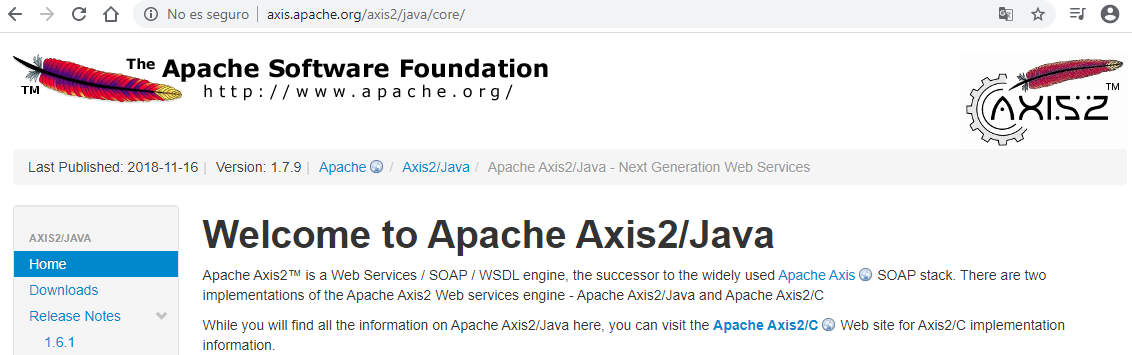 No es seguro | axis.apache.org/axis2/java/core/
The Apache Software Foundation
TM
http://www.apache.org/
AXIS2 TM
Last Published: 2018-11-16 | Version: 1.7.9 | Apache / Axis2/Java / Apache Axis2/Java - Next Generation Web Services
AXIS2/JAVA
Home
Downloads
Release Notes
1.6.1
Welcome to Apache Axis2/Java
Apache Axis2™ is a Web Services / SOAP / WSDL engine, the successor to the widely used Apache Axis SOAP stack. There are two
implementations of the Apache Axis2 Web services engine - Apache Axis2/Java and Apache Axis2/C
While you will find all the information on Apache Axis2/Java here, you can visit the Apache Axis2/C Web site for Axis2/C implementation
information.